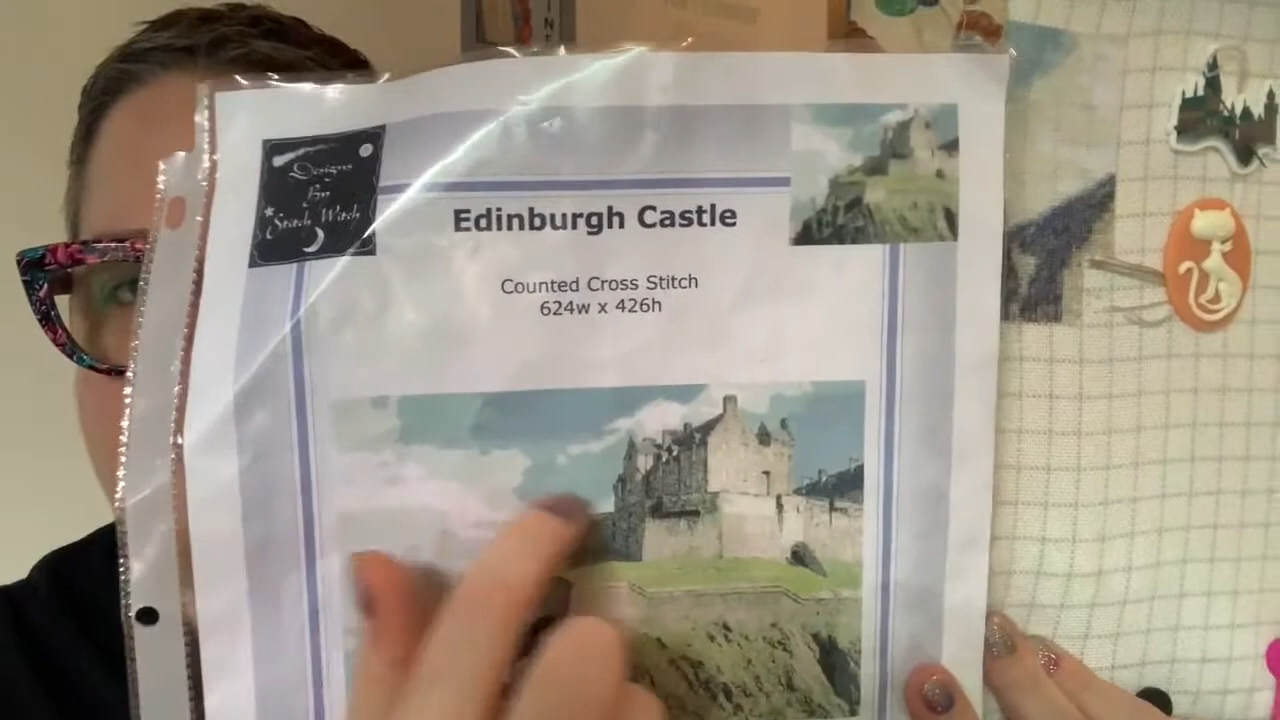 Designs
By
Stitch Witch
Edinburgh Castle
Counted Cross Stitch
624w x 426h